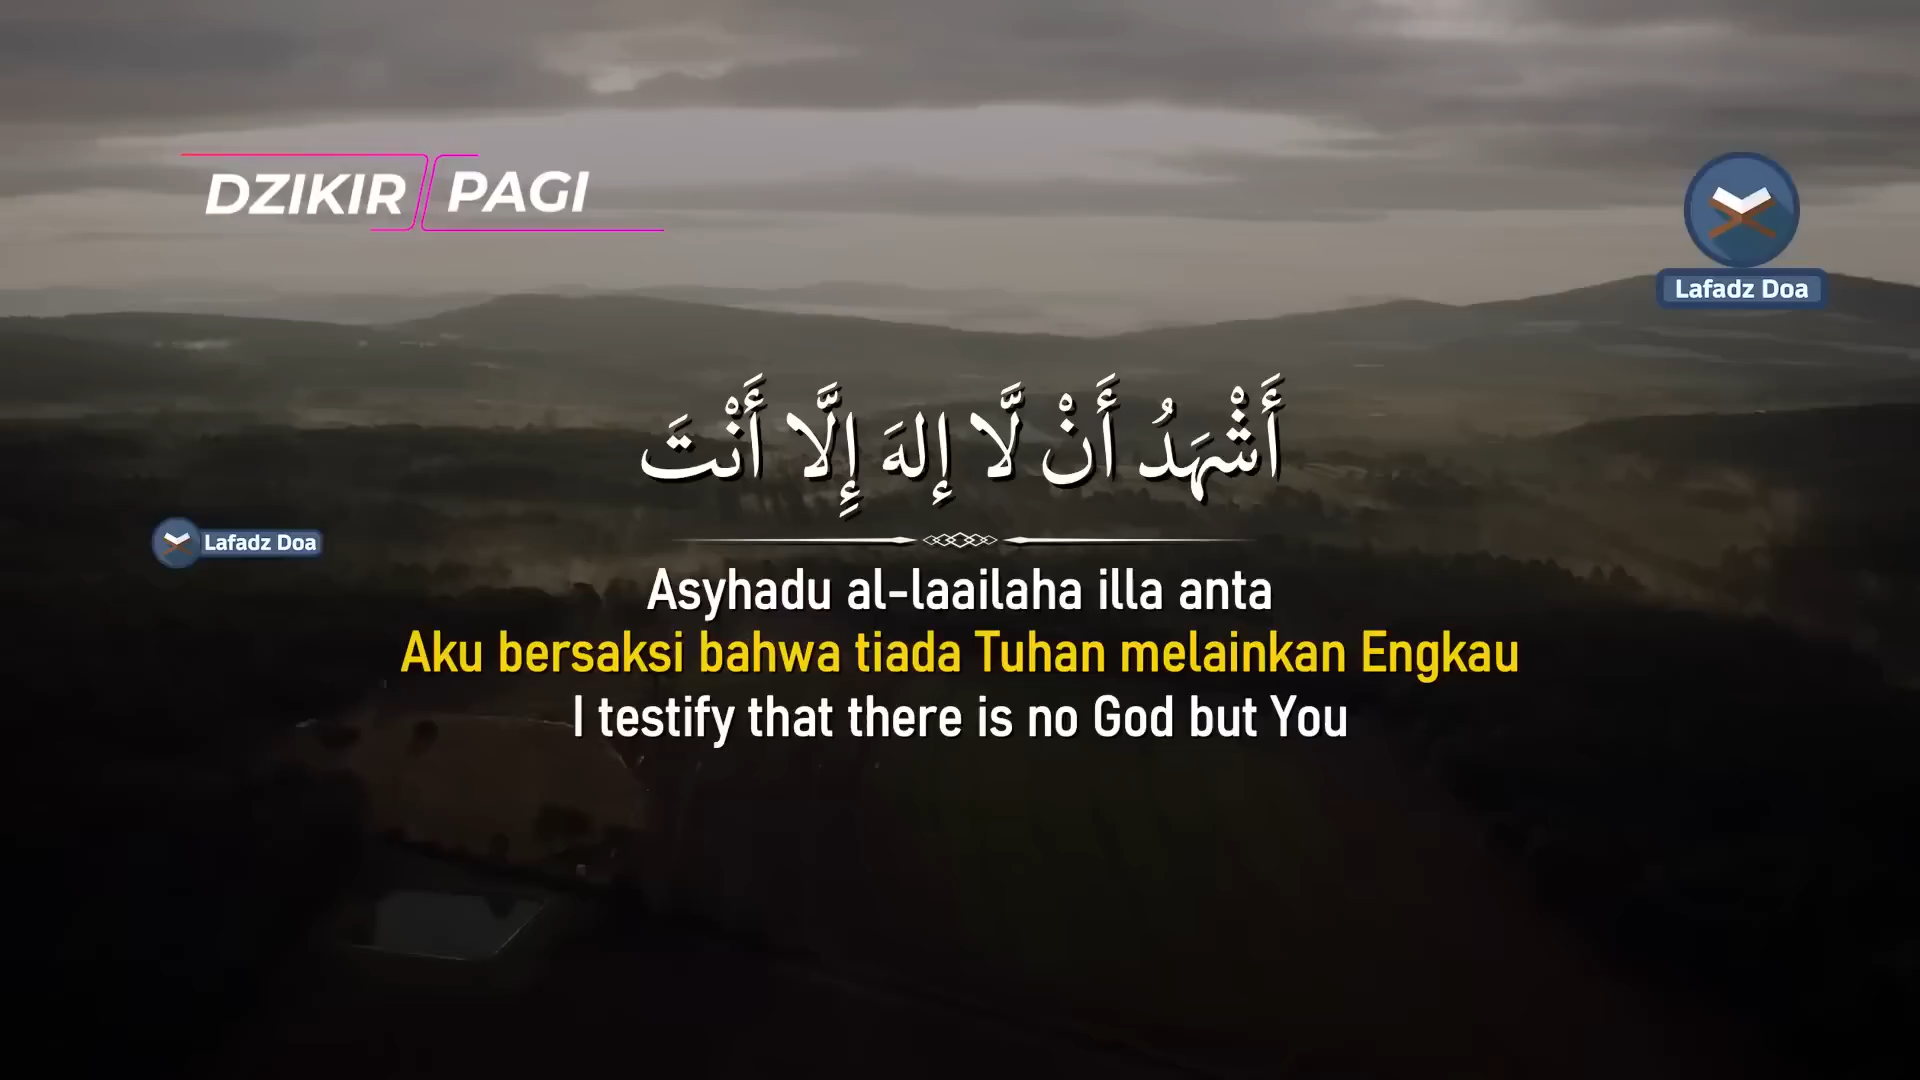 DZIKIR PAGI
Lafadz Doa
أَشْهَدُ أَنْ لَّا إِلهَ إِلَّا أَنْتَ
Lafadz Doa
Asyhadu al-laailaha illa anta
Aku bersaksi bahwa tiada Tuhan melainkan Engkau
I testify that there is no God but You